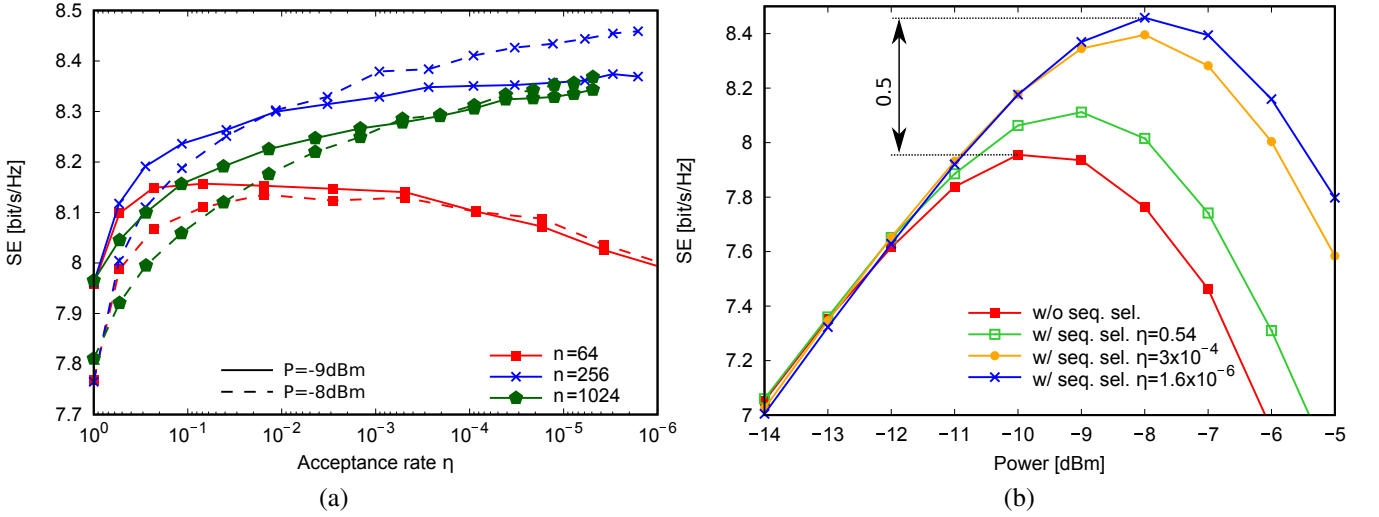 8.5
8.4
8.3
8.2
8.1
8
7.9
7.8
7.7
SE [bit/s/Hz]
10⁰ 10⁻¹ 10⁻² 10⁻³ 10⁻⁴ 10⁻⁵ 10⁻⁶
Acceptance rate η
P=-9dBm
P=-8dBm
n=64
n=256
n=1024
(a)
8.4
8.2
8
7.8
7.6
7.4
7.2
7
SE [bit/s/Hz]
0.5
w/o seq. sel.
w/ seq. sel. η=0.54
w/ seq. sel. η=3x10⁻⁴
w/ seq. sel. η=1.6x10⁻⁶
−14 −13 −12 −11 −10 −9 −8 −7 −6 −5
Power [dBm]
(b)